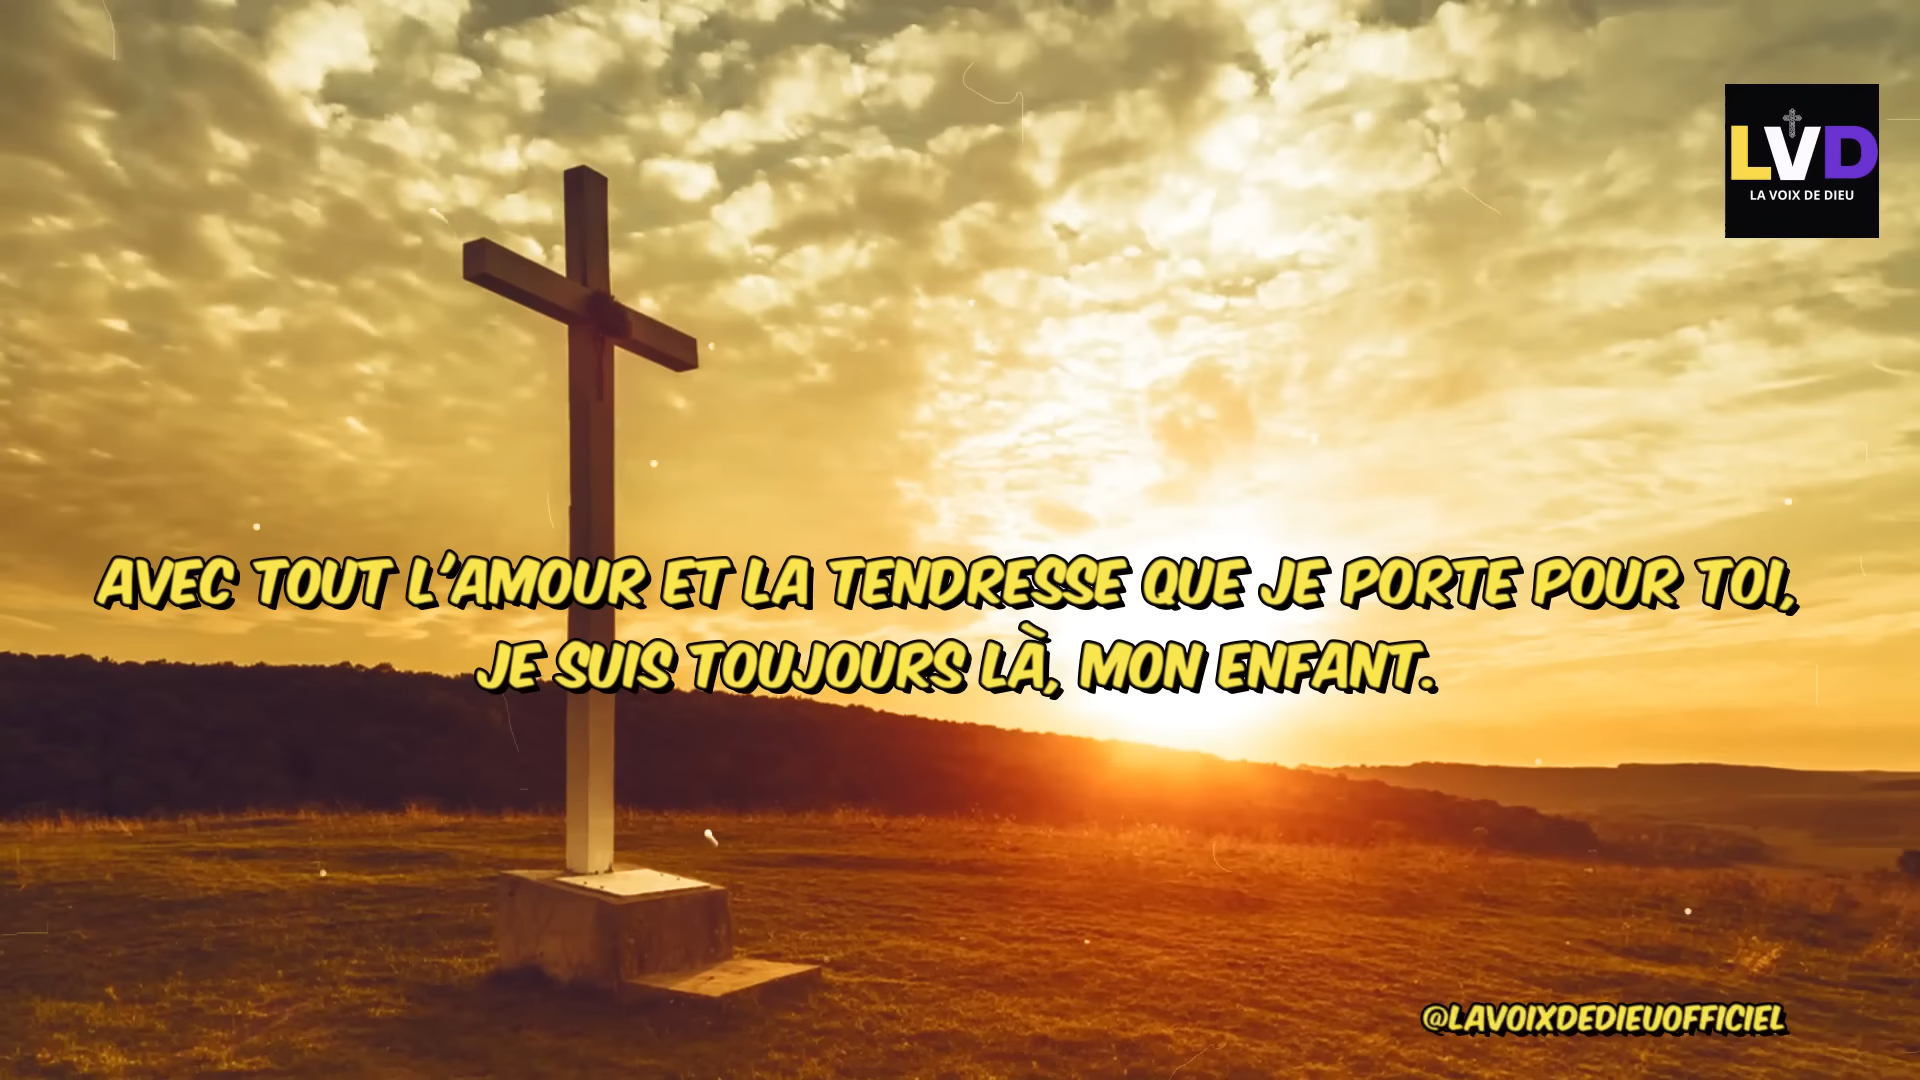 LVD
LA VOIX DE DIEU
AVEC TOUT L'AMOUR ET LA TENDRESSE QUE JE PORTE POUR TOI,
JE SUIS TOUJOURS LÀ, MON ENFANT.
@LAVOIXDEDIEUOFFICIEL